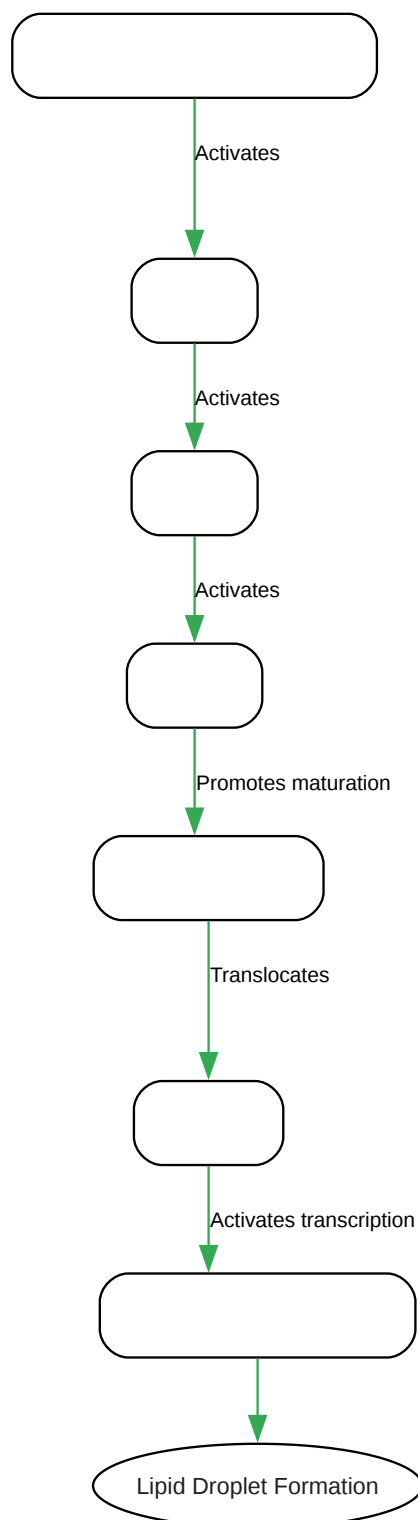 Activates
Activates
Activates
Promotes maturation
Translocates
Activates transcription
Lipid Droplet Formation